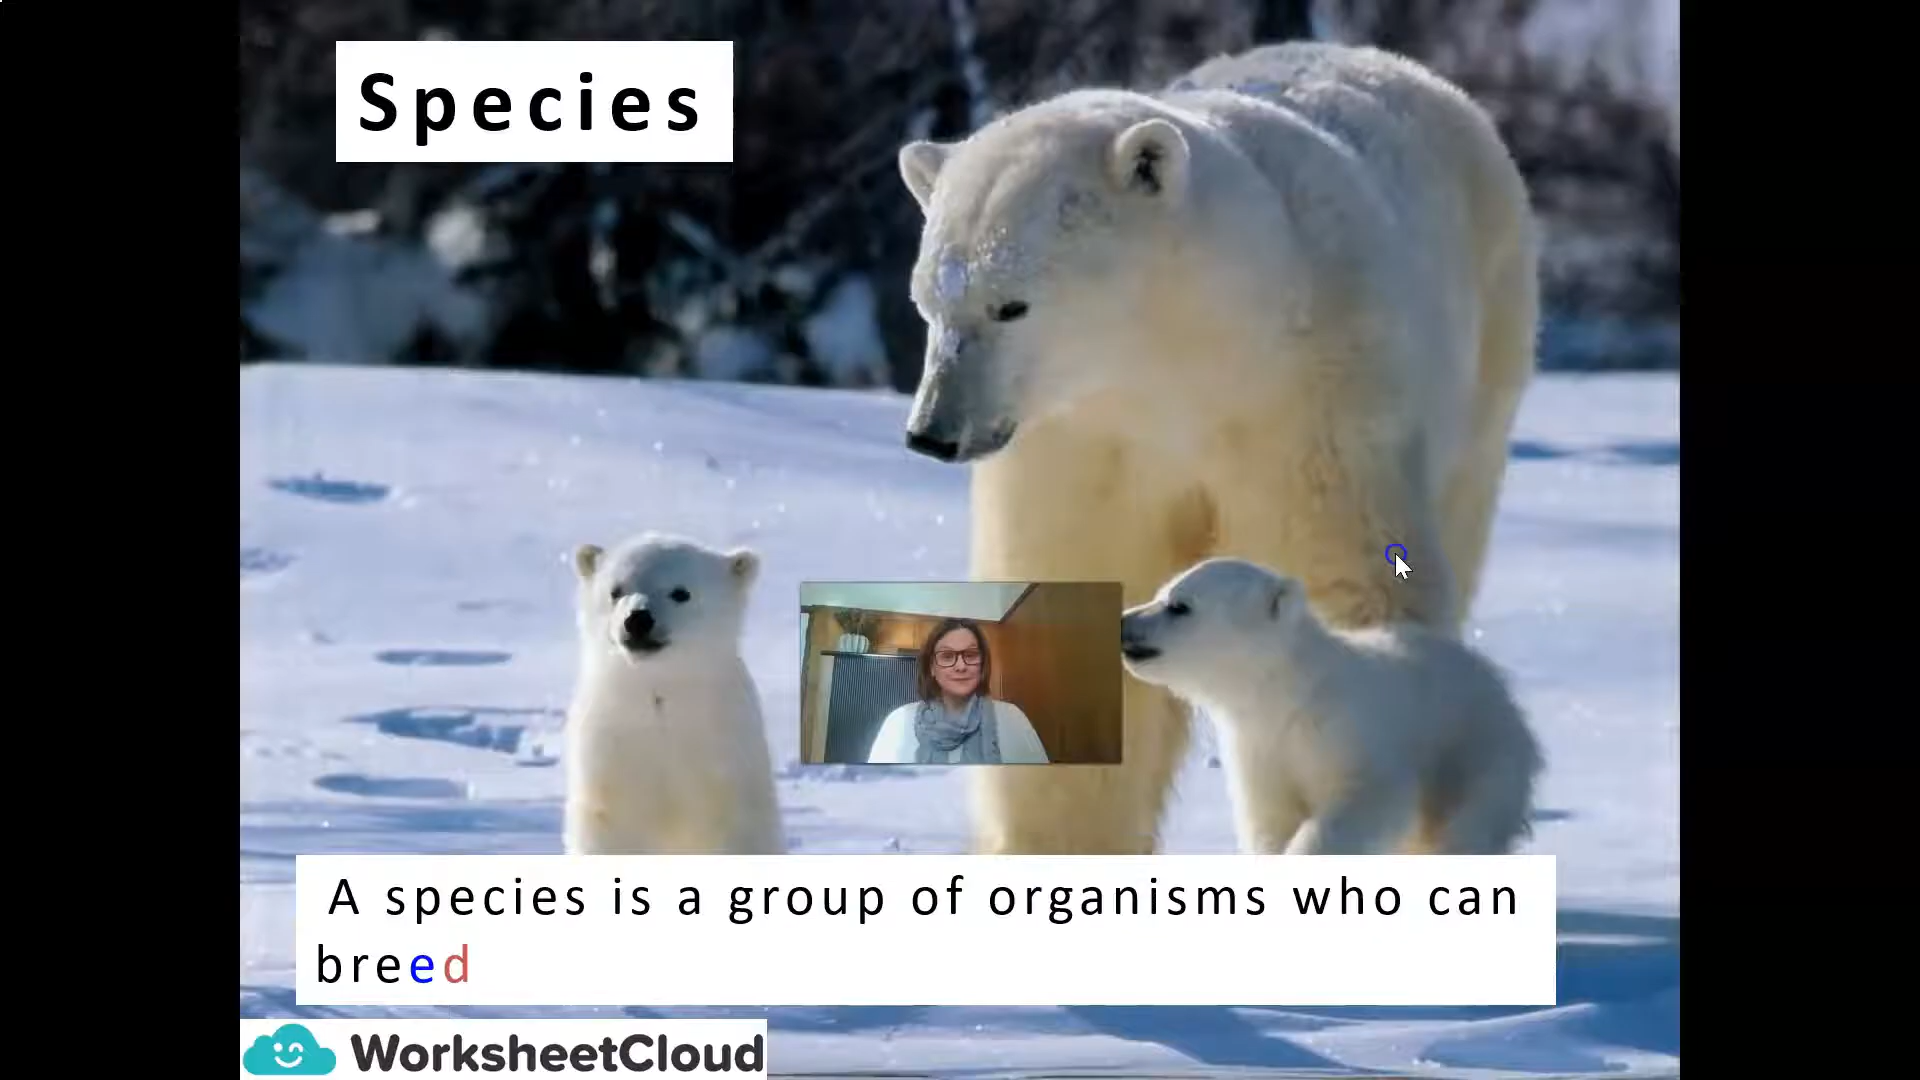 Species
A species is a group of organisms who can
breed
WorksheetCloud